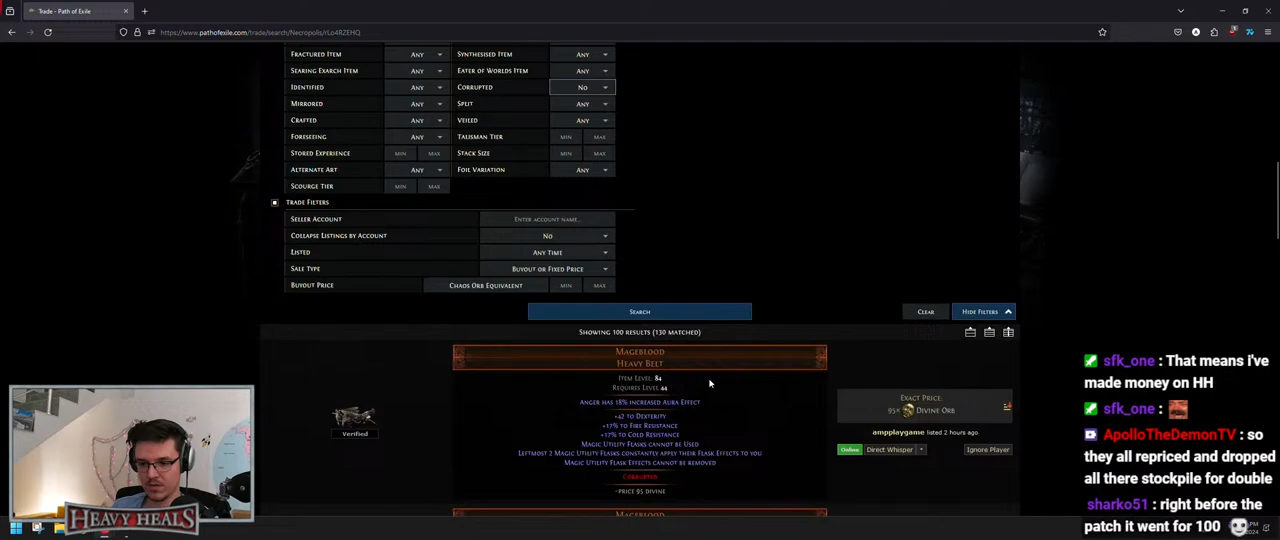 Trade - Path of Exile
https://www.pathofexile.com/trade/search/Necropolis/rLo4RZEHQ
Fractured Item Any Synthesised Item Any
Searing Exarch Item Any Eater of Worlds Item Any
Identified Any Corrupted No
Mirrored Any Split Any
Crafted Any Veiled Any
Foreseeing Any Talisman Tier MIN MAX
Stored Experience MIN MAX Stack Size MIN MAX
Alternate Art Any Foil Variation Any
Scourge Tier MIN MAX
Trade Filters
Seller Account Enter account name...
Collapse Listings by Account No
Listed Any Time
Sale Type Buyout or Fixed Price
Buyout Price Chaos Orb Equivalent MIN MAX
Search Clear Hide Filters
Showing 100 results (130 matched)
Mageblood
Heavy Belt
Item Level: 84
Requires Level 44
Anger has 18% increased Aura Effect
+42 to Dexterity
+17% to Fire Resistance
+17% to Cold Resistance
Magic Utility Flasks cannot be Used
Leftmost 2 Magic Utility Flasks constantly apply their Flask Effects to you
Magic Utility Flask Effects cannot be removed
Corrupted
~price 95 divine
Mageblood
Verified
Exact Price:
95× Divine Orb
ampplaygame listed 2 hours ago
Online Direct Whisper Ignore Player
sfk_one : That means i've
made money on HH
sfk_one :
ApolloTheDemonTV : so
they all repriced and dropped
all there stockpile for double
sharko51 : right before the
patch it went for 100
HEAVY HEALS